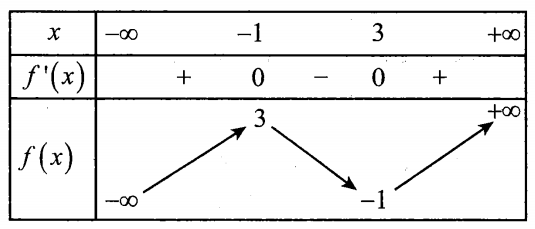 x −∞ −1 3 +∞
f'(x) + 0 − 0 +
3 +∞
f(x)
−∞ −1